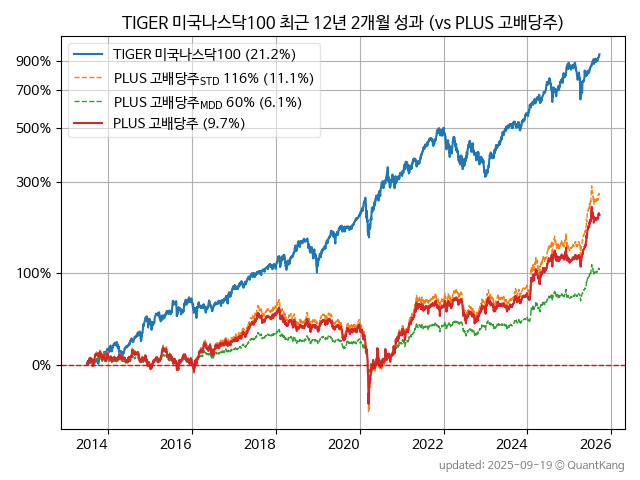 TIGER 미국나스닥100 최근 12년 2개월 성과 (vs PLUS 고배당주)
TIGER 미국나스닥100 (21.2%)
PLUS 고배당주STD 116% (11.1%)
PLUS 고배당주MDD 60% (6.1%)
PLUS 고배당주 (9.7%)
900%
700%
500%
300%
100%
0%
2014 2016 2018 2020 2022 2024 2026
updated: 2025-09-19 © QuantKang